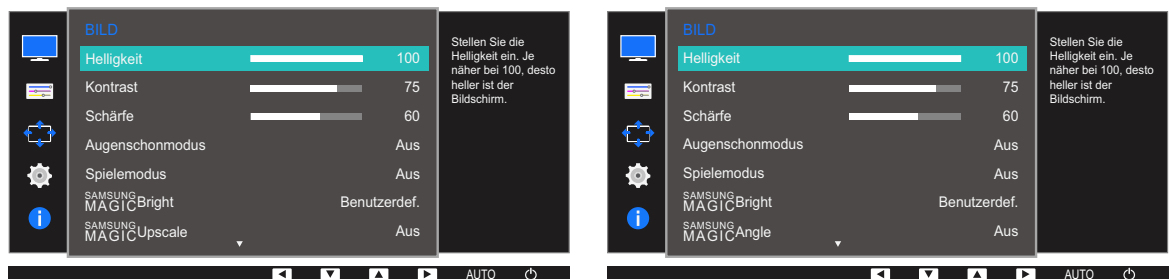 BILD
Helligkeit 100
Kontrast 75
Schärfe 60
Augenschonmodus Aus
Spielemodus Aus
SAMSUNG MAGIC Bright Benutzerdef.
SAMSUNG MAGIC Upscale Aus
Stellen Sie die
Helligkeit ein. Je
näher bei 100, desto
heller ist der
Bildschirm.
AUTO
BILD
Helligkeit 100
Kontrast 75
Schärfe 60
Augenschonmodus Aus
Spielemodus Aus
SAMSUNG MAGIC Bright Benutzerdef.
SAMSUNG MAGIC Angle Aus
Stellen Sie die
Helligkeit ein. Je
näher bei 100, desto
heller ist der
Bildschirm.
AUTO